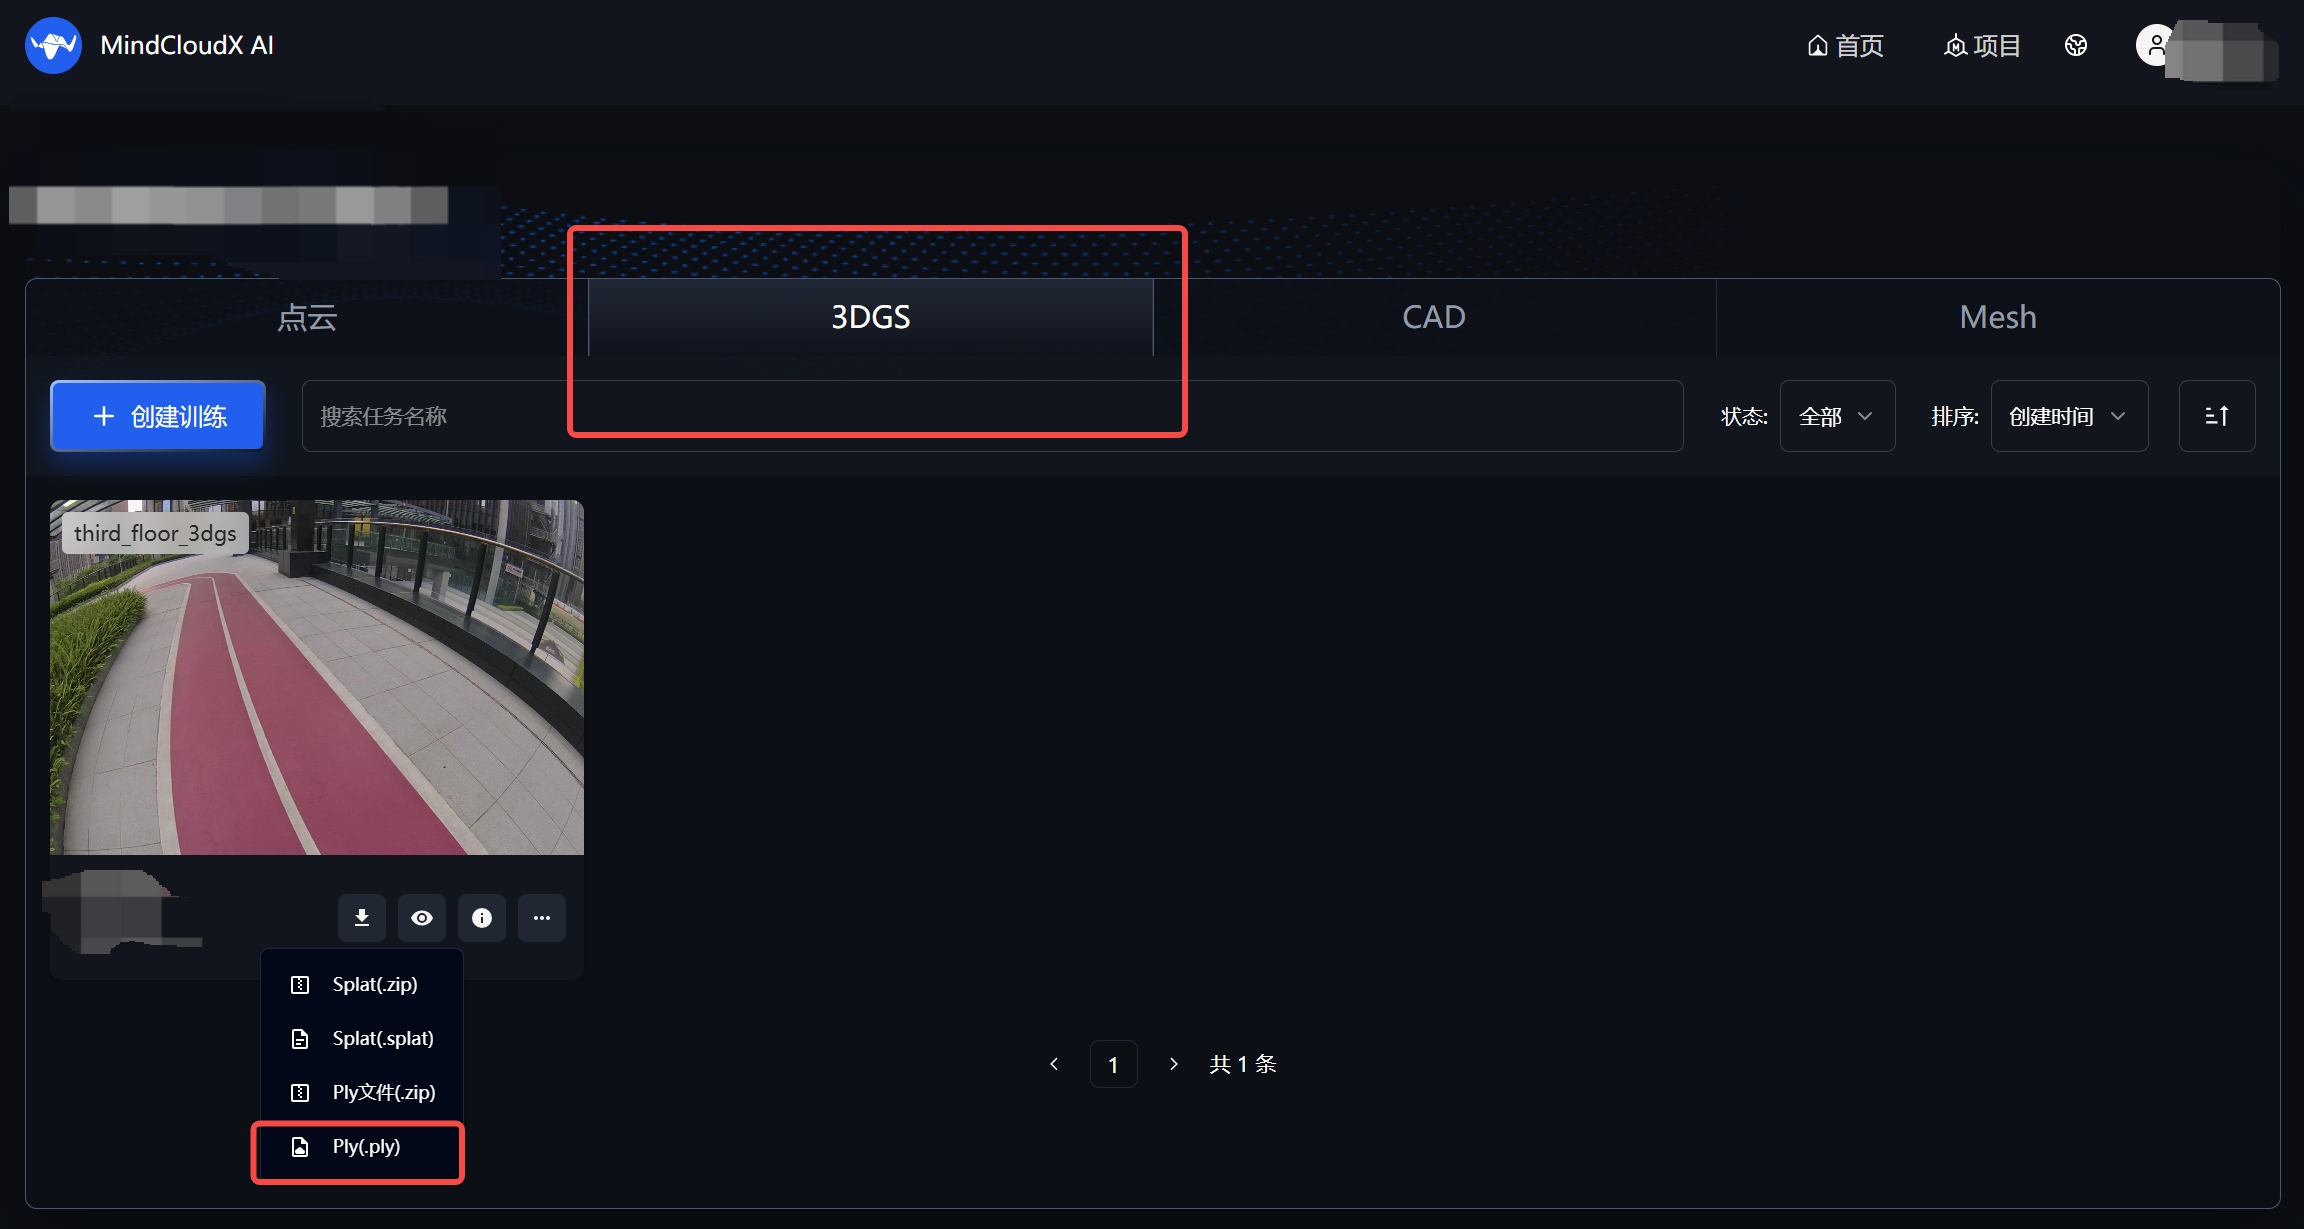 MindCloudX AI
首页
项目
点云
3DGS
CAD
Mesh
创建训练
搜索任务名称
状态:
全部
排序:
创建时间
third_floor_3dgs
Splat(.zip)
Splat(.splat)
Ply文件(.zip)
Ply(.ply)
1
共 1 条